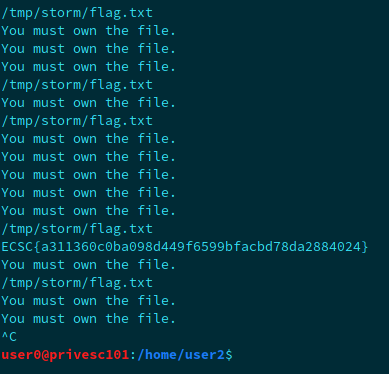 /tmp/storm/flag.txt
You must own the file.
You must own the file.
You must own the file.
/tmp/storm/flag.txt
You must own the file.
/tmp/storm/flag.txt
You must own the file.
You must own the file.
You must own the file.
You must own the file.
You must own the file.
/tmp/storm/flag.txt
ECSC{a311360c0ba098d449f6599bfacbd78da2884024}
You must own the file.
/tmp/storm/flag.txt
You must own the file.
You must own the file.
^C
user0@privesc101:/home/user2$